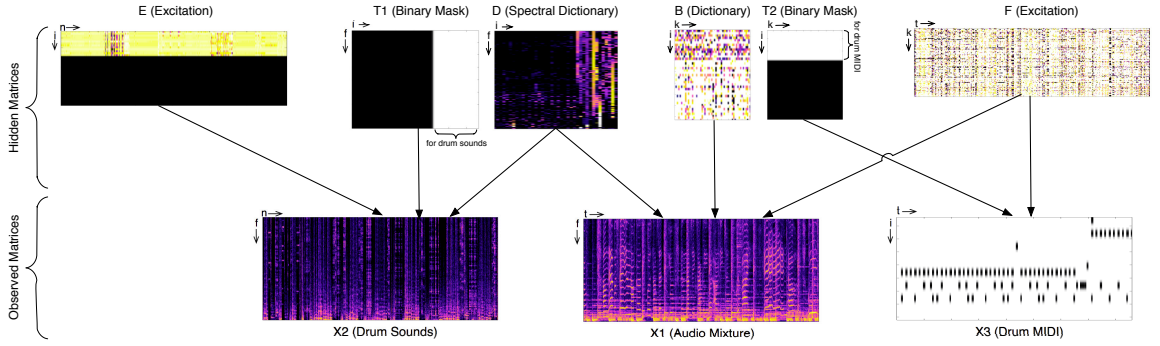 E (Excitation)
T1 (Binary Mask)
D (Spectral Dictionary)
B (Dictionary)
T2 (Binary Mask)
F (Excitation)
n
i
f
f
k
i
k
i
for drum MIDI
t
k
Hidden Matrices
for drum sounds
Observed Matrices
n
f
t
f
t
i
X2 (Drum Sounds)
X1 (Audio Mixture)
X3 (Drum MIDI)